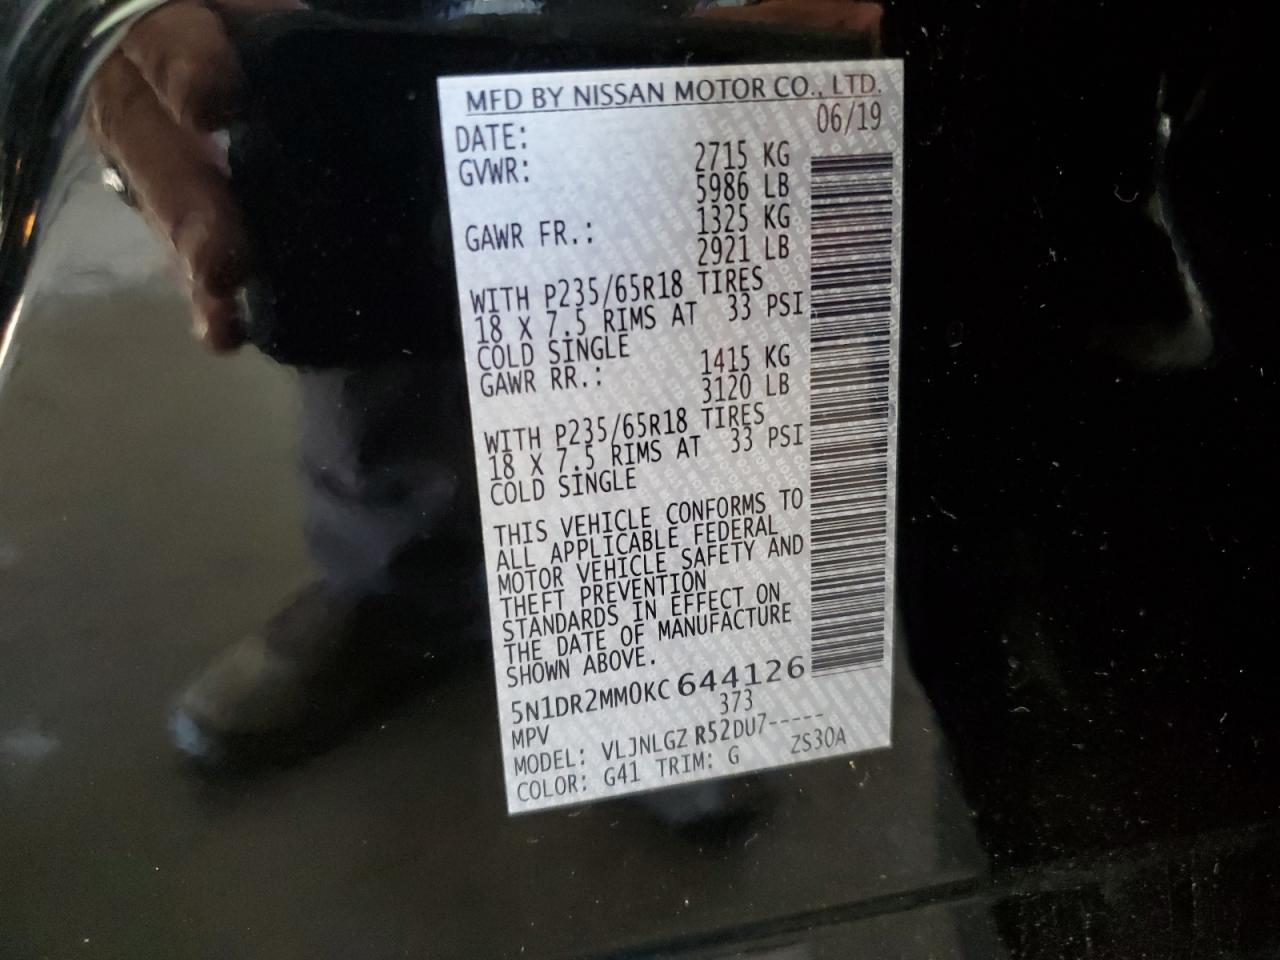 MFD BY NISSAN MOTOR CO., LTD.
DATE: 06/19
GVWR: 2715 KG
5986 LB
GAWR FR.: 1325 KG
2921 LB
WITH P235/65R18 TIRES
18 X 7.5 RIMS AT 33 PSI
COLD SINGLE
GAWR RR.: 1415 KG
3120 LB
WITH P235/65R18 TIRES
18 X 7.5 RIMS AT 33 PSI
COLD SINGLE
THIS VEHICLE CONFORMS TO
ALL APPLICABLE FEDERAL
MOTOR VEHICLE SAFETY AND
THEFT PREVENTION
STANDARDS IN EFFECT ON
THE DATE OF MANUFACTURE
SHOWN ABOVE.
5N1DR2MM0KC644126
MPV 373
MODEL: VLJNLGZ R52DU7-----
COLOR: G41 TRIM: G ZS30A